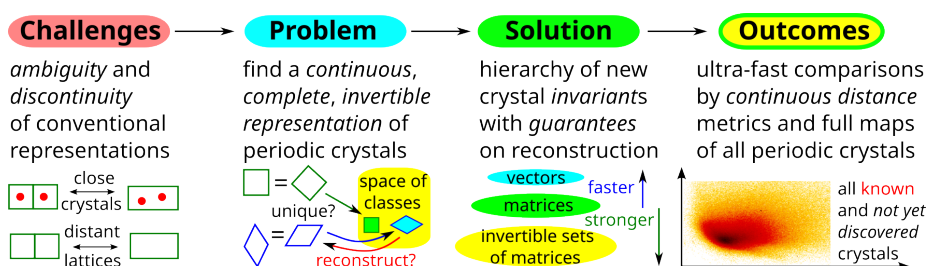 Challenges
Problem
Solution
Outcomes
ambiguity and
discontinuity
of conventional
representations
close
crystals
distant
lattices
find a continuous,
complete, invertible
representation of
periodic crystals
=
unique?
=
space of
classes
reconstruct?
hierarchy of new
crystal invariants
with guarantees
on reconstruction
vectors
matrices
invertible sets
of matrices
faster
stronger
ultra-fast comparisons
by continuous distance
metrics and full maps
of all periodic crystals
all known
and not yet
discovered
crystals